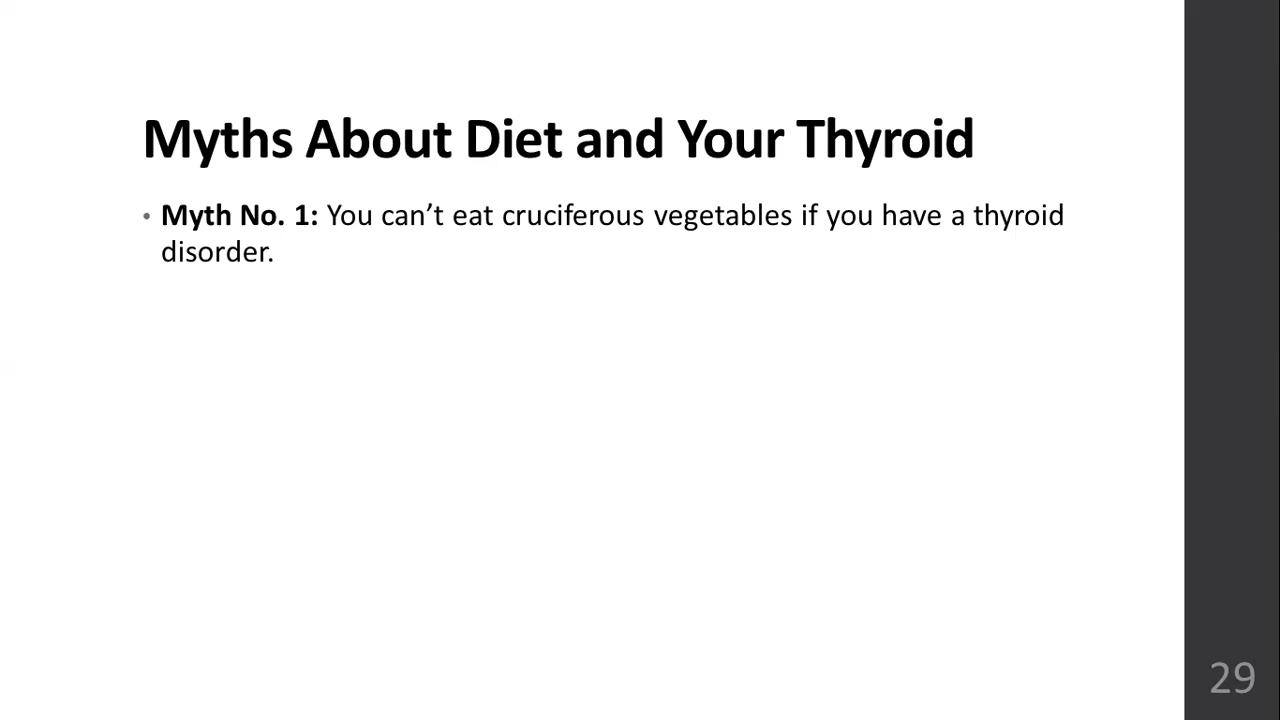 Myths About Diet and Your Thyroid
• Myth No. 1: You can’t eat cruciferous vegetables if you have a thyroid
disorder.
29